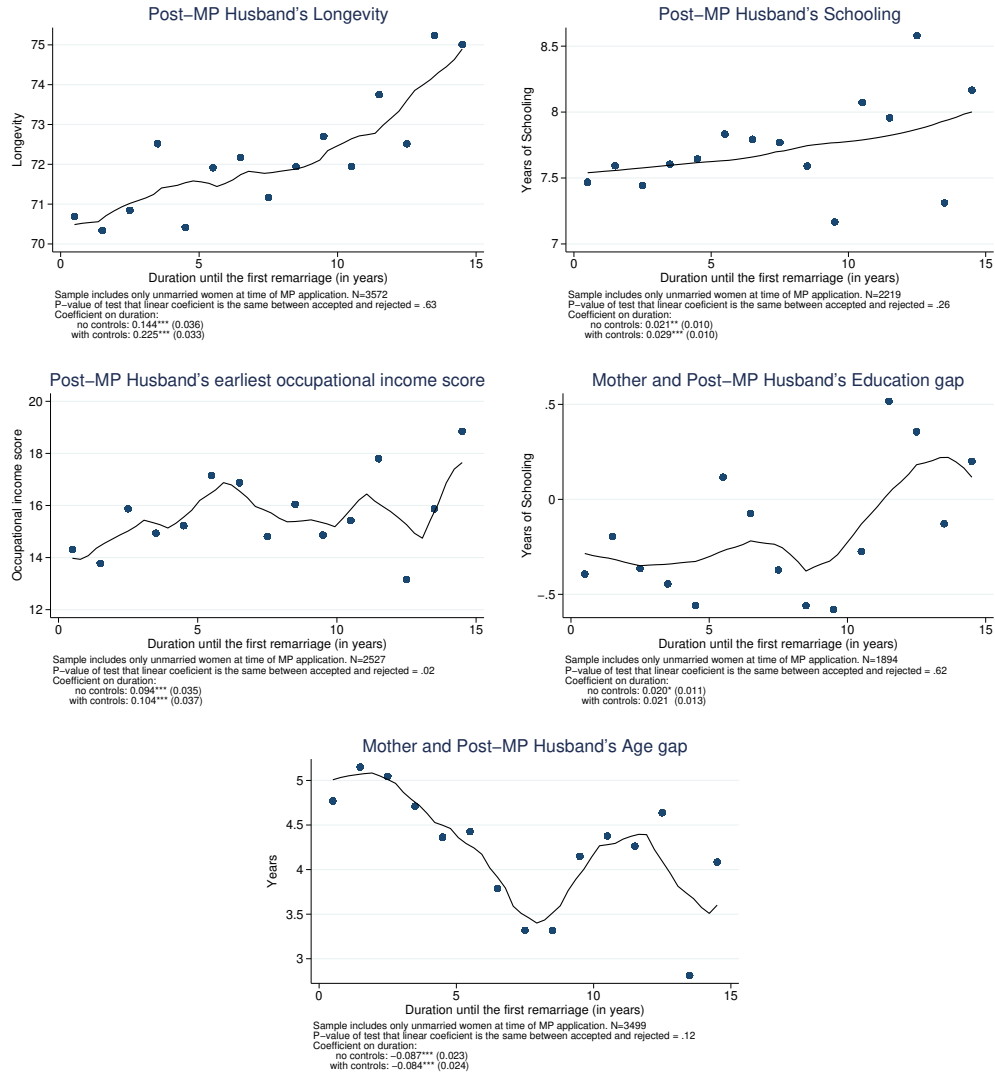 Post−MP Husband's Longevity
75
74
73
72
71
70
Longevity
0 5 10 15
Duration until the first remarriage (in years)
Sample includes only unmarried women at time of MP application. N=3572
P−value of test that linear coeficient is the same between accepted and rejected = .63
Coefficient on duration:
no controls: 0.144*** (0.036)
with controls: 0.225*** (0.033)
Post−MP Husband's Schooling
8.5
8
7.5
7
Years of Schooling
0 5 10 15
Duration until the first remarriage (in years)
Sample includes only unmarried women at time of MP application. N=2219
P−value of test that linear coeficient is the same between accepted and rejected = .26
Coefficient on duration:
no controls: 0.021** (0.010)
with controls: 0.029*** (0.010)
Post−MP Husband's earliest occupational income score
20
18
16
14
12
Occupational income score
0 5 10 15
Duration until the first remarriage (in years)
Sample includes only unmarried women at time of MP application. N=2527
P−value of test that linear coeficient is the same between accepted and rejected = .02
Coefficient on duration:
no controls: 0.094*** (0.035)
with controls: 0.104*** (0.037)
Mother and Post−MP Husband's Education gap
.5
0
−.5
Years of Schooling
0 5 10 15
Duration until the first remarriage (in years)
Sample includes only unmarried women at time of MP application. N=1894
P−value of test that linear coeficient is the same between accepted and rejected = .62
Coefficient on duration:
no controls: 0.020* (0.011)
with controls: 0.021 (0.013)
Mother and Post−MP Husband's Age gap
5
4.5
4
3.5
3
Years
0 5 10 15
Duration until the first remarriage (in years)
Sample includes only unmarried women at time of MP application. N=3499
P−value of test that linear coeficient is the same between accepted and rejected = .12
Coefficient on duration:
no controls: −0.087*** (0.023)
with controls: −0.084*** (0.024)